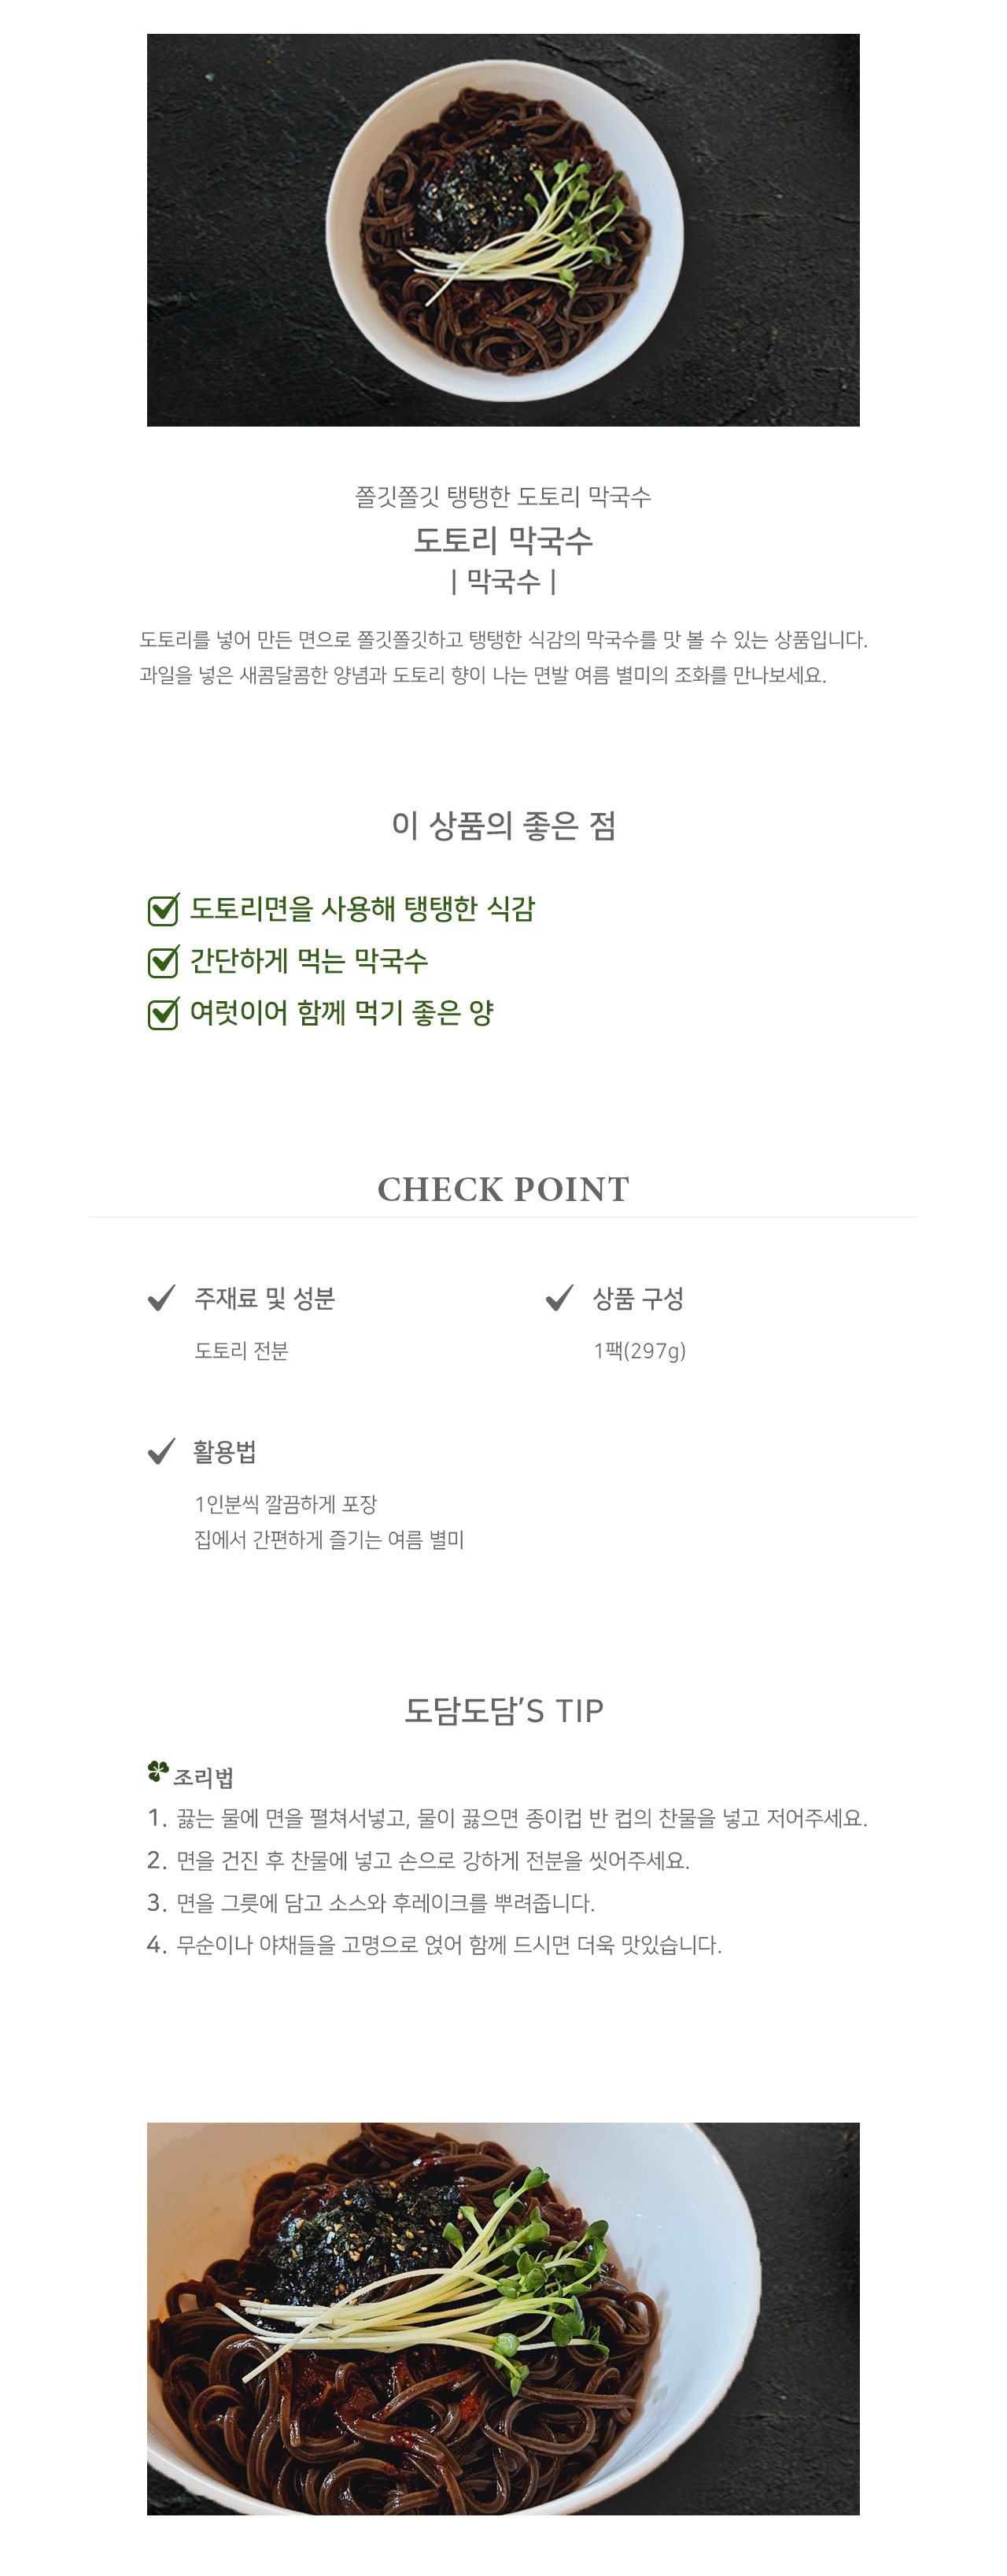 쫄깃쫄깃 탱탱한 도토리 막국수
도토리 막국수
| 막국수 |
도토리를 넣어 만든 면으로 쫄깃쫄깃하고 탱탱한 식감의 막국수를 맛 볼 수 있는 상품입니다.
과일을 넣은 새콤달콤한 양념과 도토리 향이 나는 면발 여름 별미의 조화를 만나보세요.
이 상품의 좋은 점
도토리면을 사용해 탱탱한 식감
간단하게 먹는 막국수
여럿이어 함께 먹기 좋은 양
CHECK POINT
주재료 및 성분
도토리 전분
상품 구성
1팩(297g)
활용법
1인분씩 깔끔하게 포장
집에서 간편하게 즐기는 여름 별미
도담도담’S TIP
조리법
1. 끓는 물에 면을 펼쳐서넣고, 물이 끓으면 종이컵 반 컵의 찬물을 넣고 저어주세요.
2. 면을 건진 후 찬물에 넣고 손으로 강하게 전분을 씻어주세요.
3. 면을 그릇에 담고 소스와 후레이크를 뿌려줍니다.
4. 무순이나 야채들을 고명으로 얹어 함께 드시면 더욱 맛있습니다.